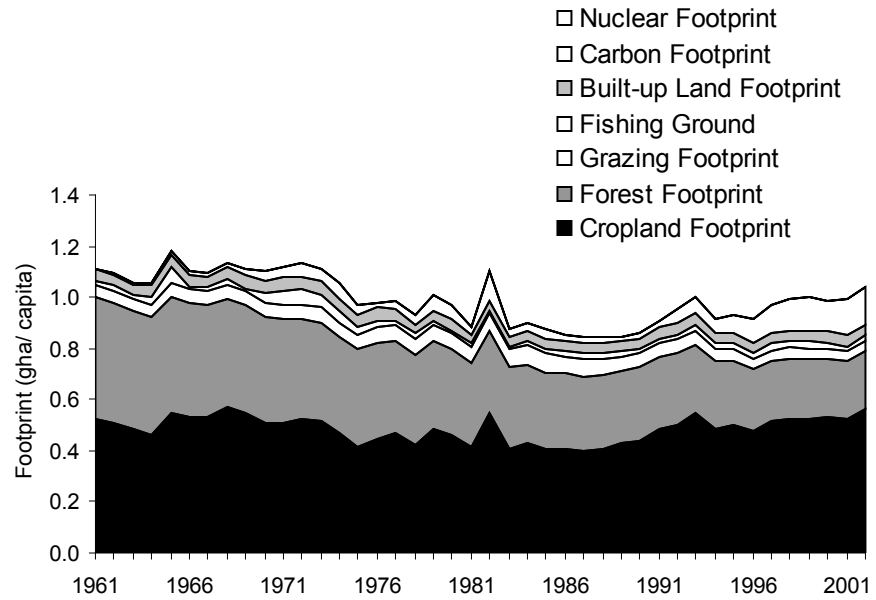 Nuclear Footprint
Carbon Footprint
Built-up Land Footprint
Fishing Ground
Grazing Footprint
Forest Footprint
Cropland Footprint
Footprint (gha/ capita)
1.4
1.2
1.0
0.8
0.6
0.4
0.2
0.0
1961 1966 1971 1976 1981 1986 1991 1996 2001